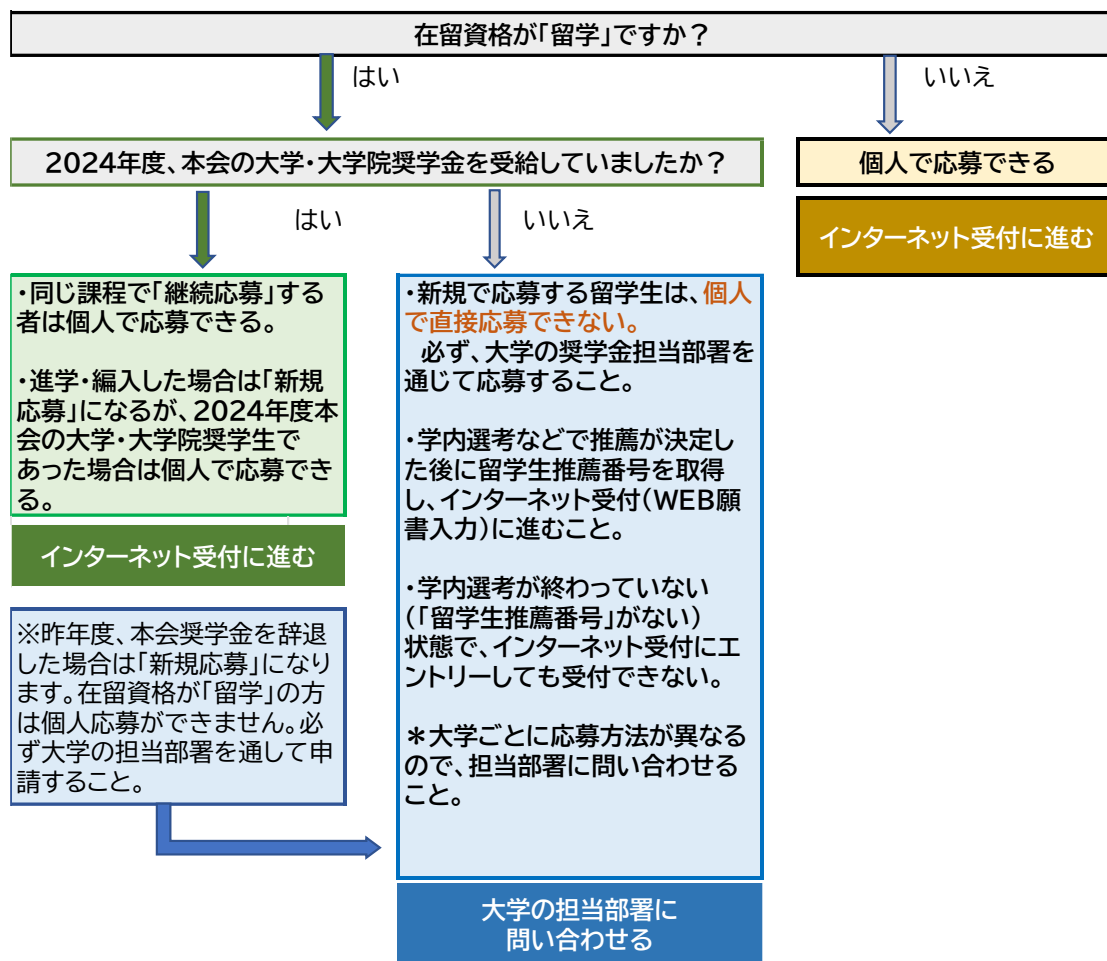 在留資格が「留学」ですか？
はい
いいえ
2024年度、本会の大学・大学院奨学金を受給していましたか？
個人で応募できる
インターネット受付に進む
はい
いいえ
・同じ課程で「継続応募」する
者は個人で応募できる。
・進学・編入した場合は「新規
応募」になるが、2024年度本
会の大学・大学院奨学生で
あった場合は個人で応募でき
る。
インターネット受付に進む
※昨年度、本会奨学金を辞退
した場合は「新規応募」になり
ます。在留資格が「留学」の方
は個人応募ができません。必
ず大学の担当部署を通して申
請すること。
・新規で応募する留学生は、個人
で直接応募できない。
必ず、大学の奨学金担当部署を
通じて応募すること。
・学内選考などで推薦が決定し
た後に留学生推薦番号を取得
し、インターネット受付（WEB願
書入力）に進むこと。
・学内選考が終わっていない
（「留学生推薦番号」がない）
状態で、インターネット受付にエ
ントリーしても受付できない。
＊大学ごとに応募方法が異なる
ので、担当部署に問い合わせる
こと。
大学の担当部署に
問い合わせる